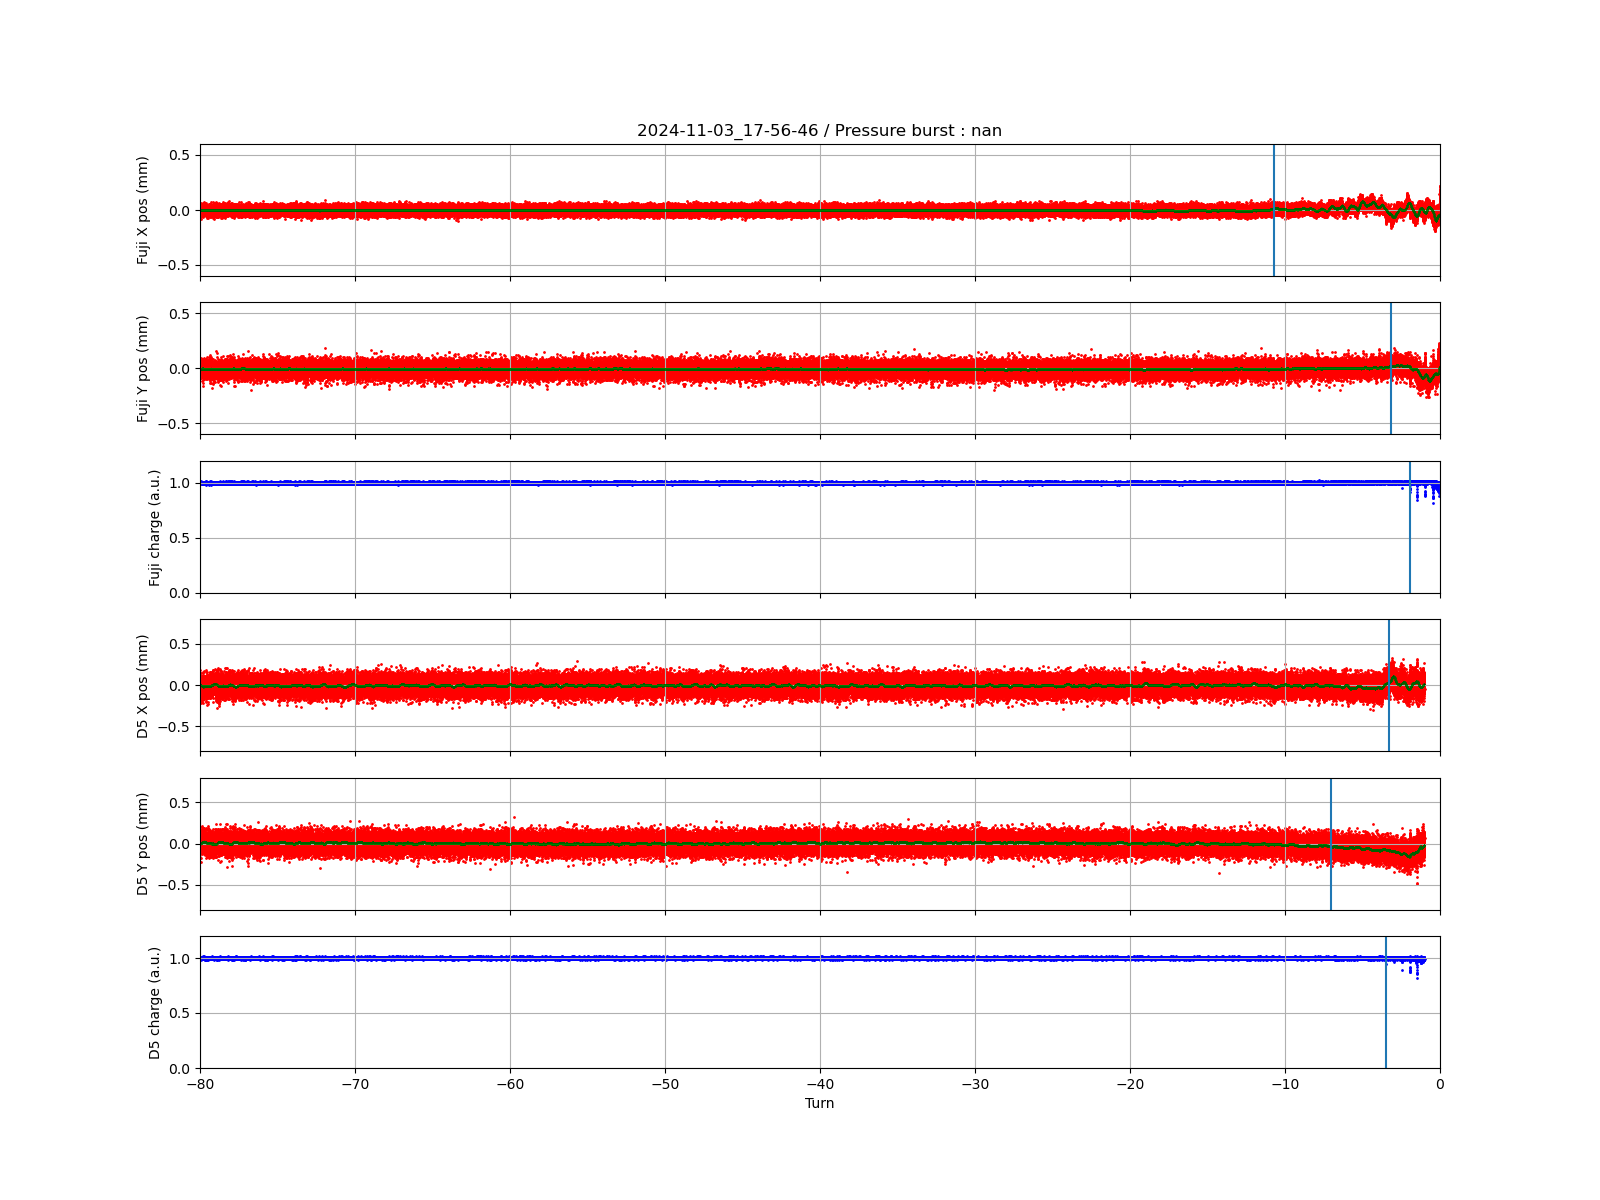 2024-11-03_17-56-46 / Pressure burst : nan
Fuji X pos (mm)
0.5
0.0
−0.5
Fuji Y pos (mm)
0.5
0.0
−0.5
Fuji charge (a.u.)
1.0
0.5
0.0
D5 X pos (mm)
0.5
0.0
−0.5
D5 Y pos (mm)
0.5
0.0
−0.5
D5 charge (a.u.)
1.0
0.5
0.0
−80 −70 −60 −50 −40 −30 −20 −10 0
Turn